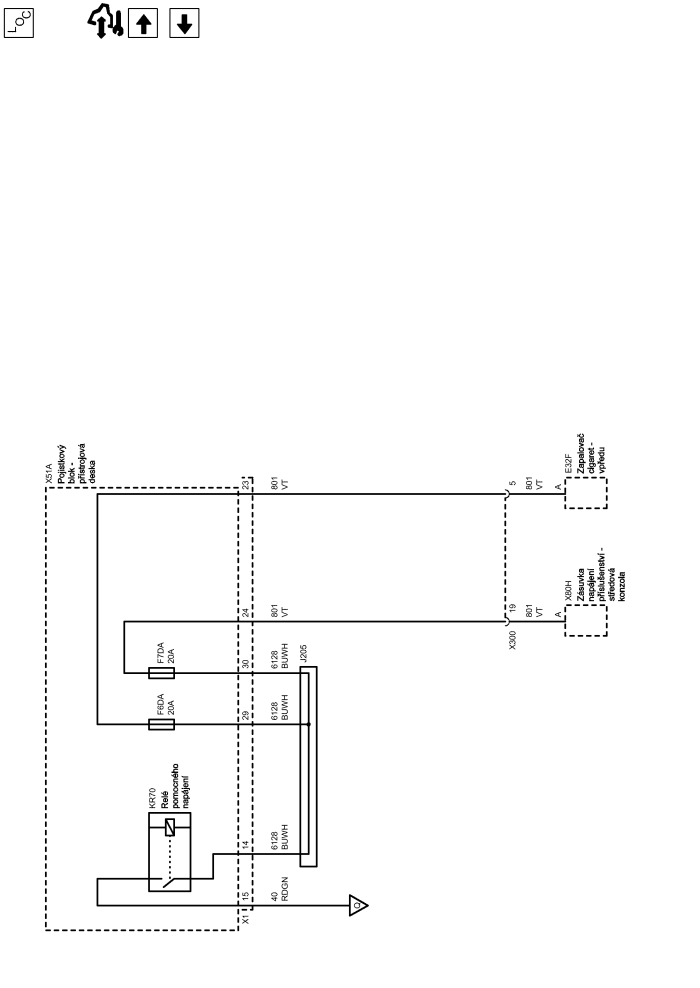 LOC
X51A
Pojistkový
blok -
přístrojová
deska
KR70
Relé
pomocného
napájení
F6DA
20A
F7DA
20A
X1
15
14
29
30
24
23
40
RDGN
6128
BUWH
6128
BUWH
6128
BUWH
801
VT
801
VT
J205
Q
X300
19
5
801
VT
801
VT
A
A
X80H
Zásuvka
napájení
příslušenství -
středová
konzola
E32F
Zapalovač
cigaret -
vpředu